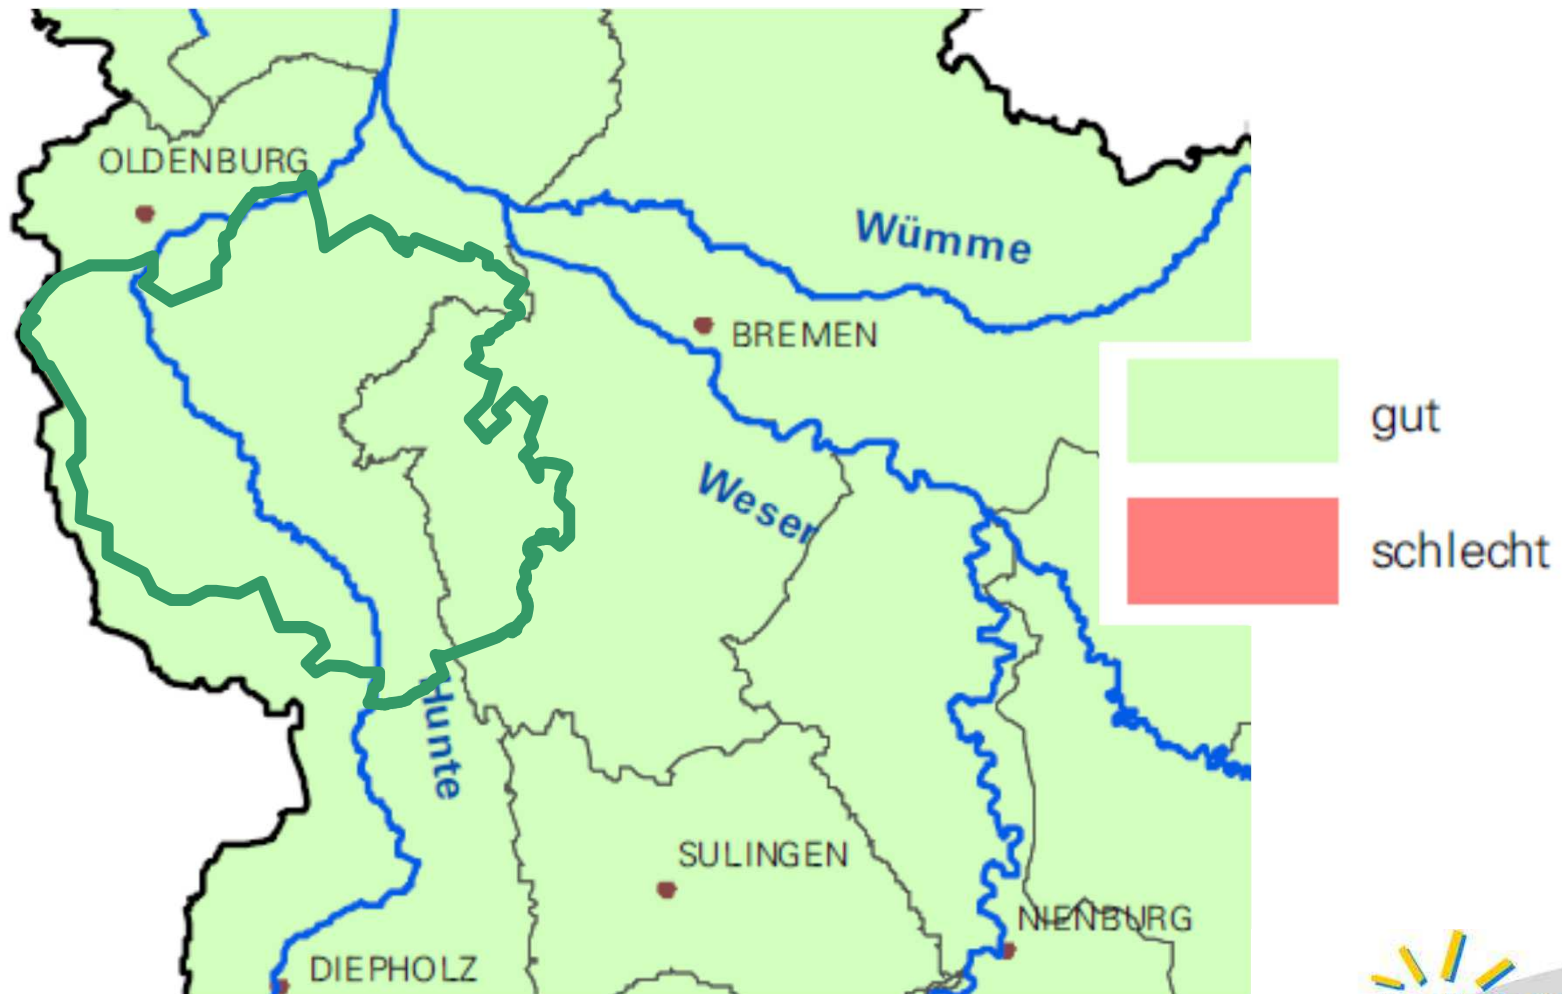 OLDENBURG
Wümme
BREMEN
gut
Weser
schlecht
Hunte
SULINGEN
NIENBURG
DIEPHOLZ